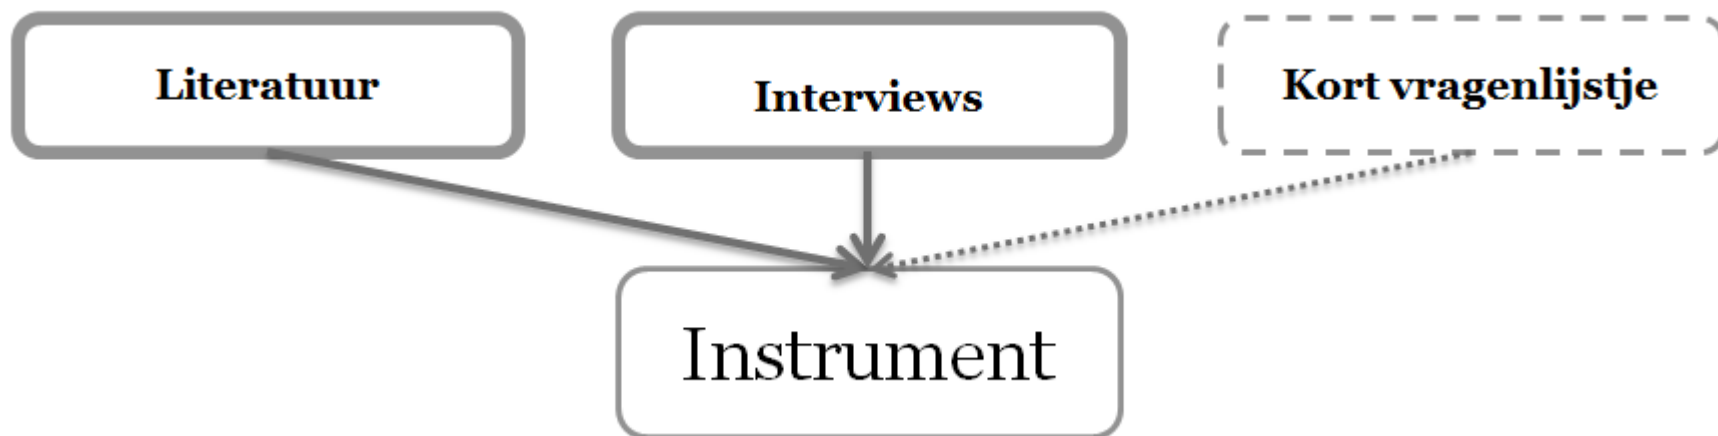 Literatuur
Interviews
Kort vragenlijstje
Instrument